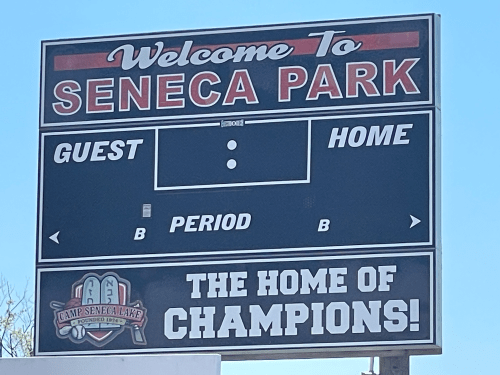 Welcome To
SENECA PARK
GUEST
:
HOME
B
PERIOD
B
THE HOME OF
CHAMPIONS!
CAMP SENECA LAKE